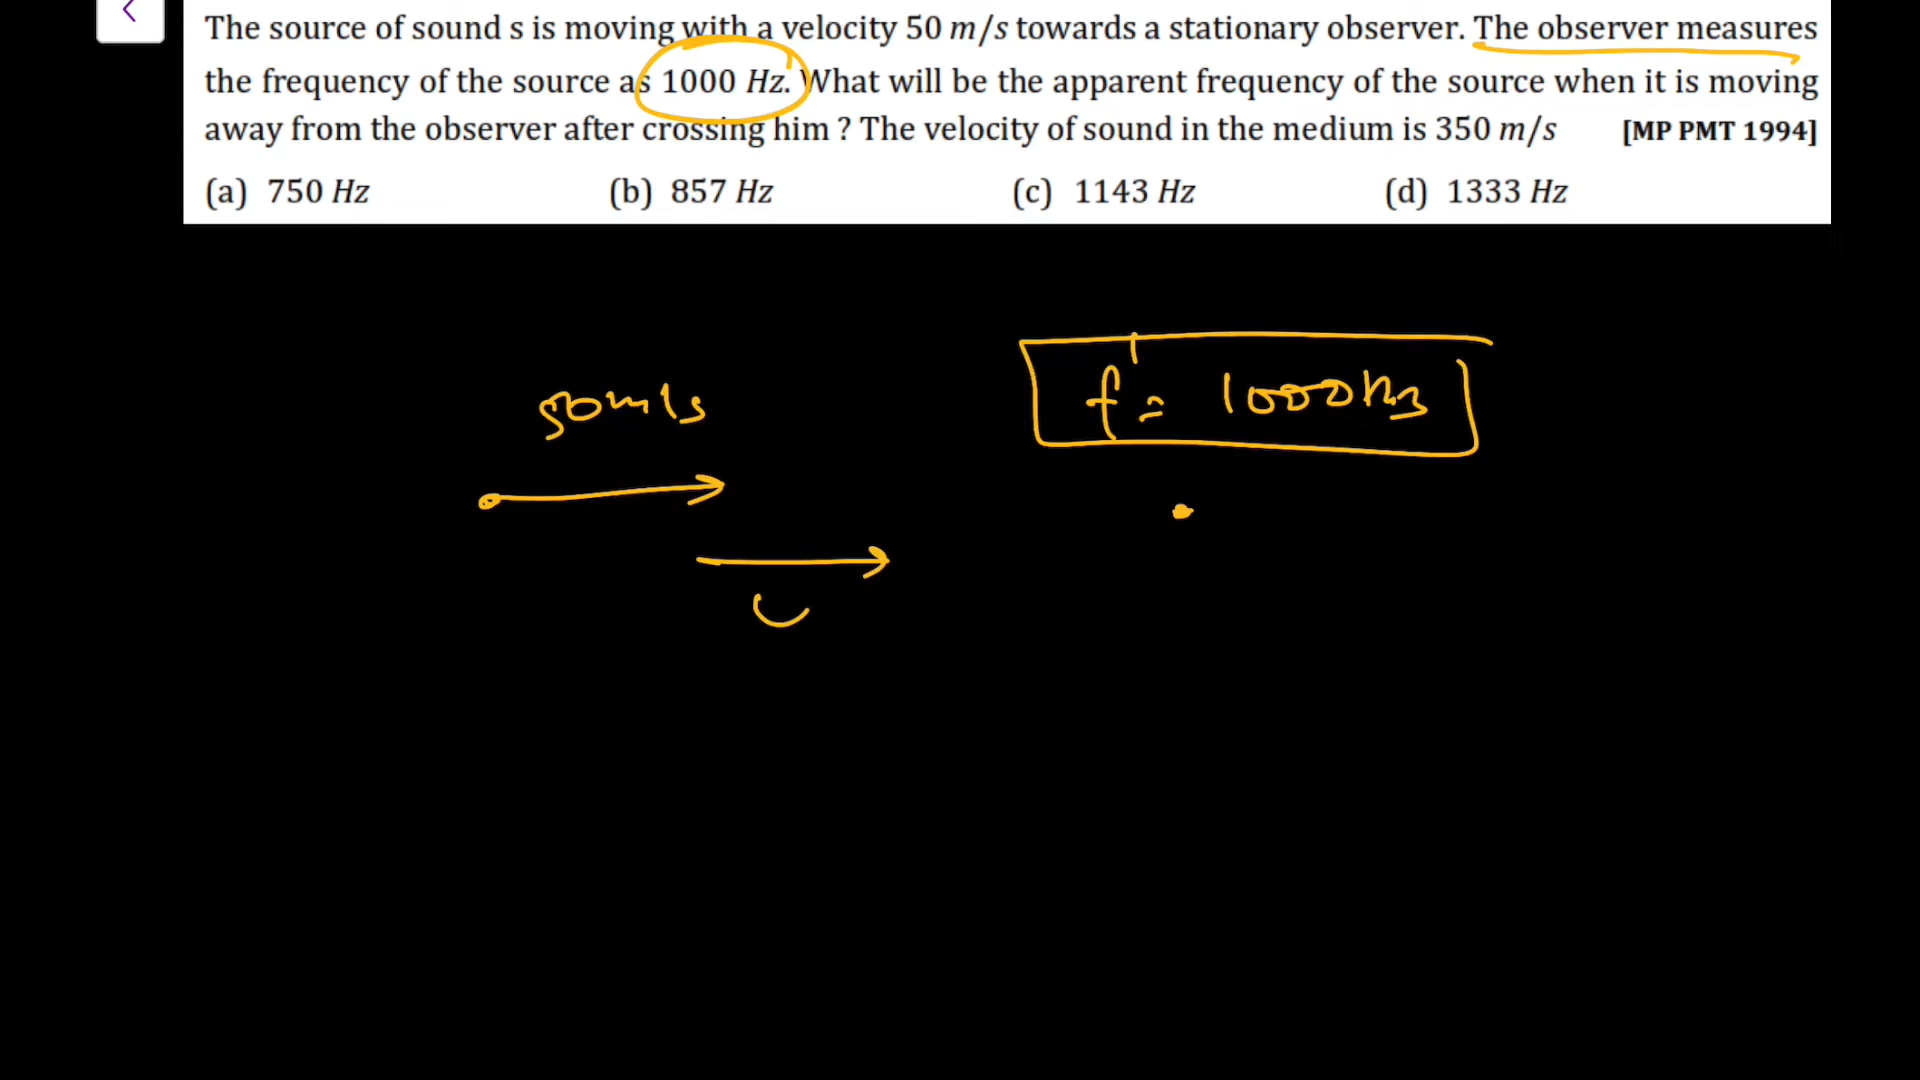 The source of sound s is moving with a velocity 50 m/s towards a stationary observer. The observer measures
the frequency of the source as 1000 Hz. What will be the apparent frequency of the source when it is moving
away from the observer after crossing him ? The velocity of sound in the medium is 350 m/s [MP PMT 1994]
(a) 750 Hz (b) 857 Hz (c) 1143 Hz (d) 1333 Hz
f' = 1000Hz
50m/s